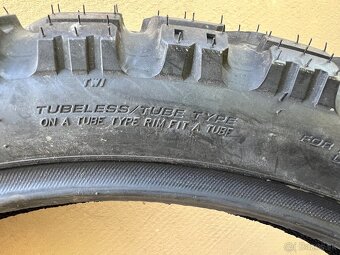 TWI
TUBELESS/TUBE TYPE
ON A TUBE TYPE RIM FIT A TUBE
FOR